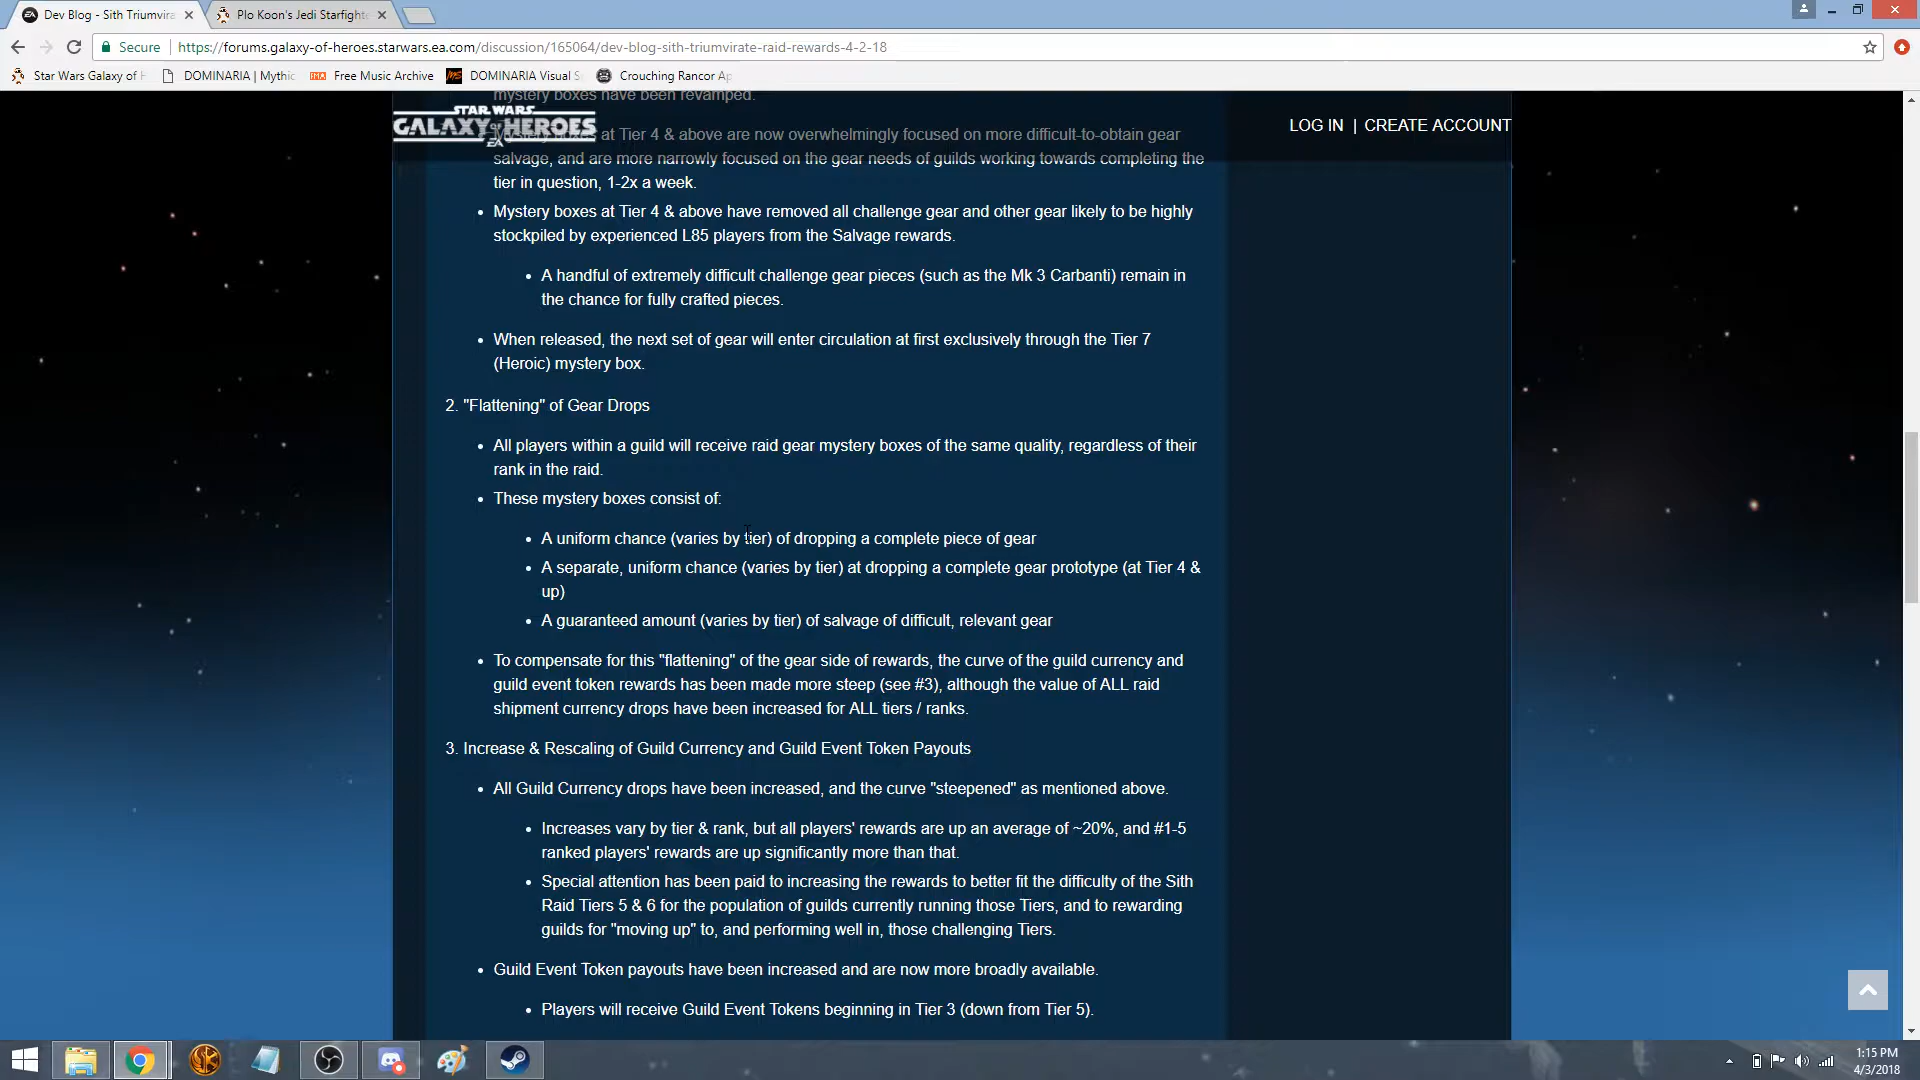 Dev Blog - Sith Triumvira
Plo Koon's Jedi Starfighte
Secure
https://forums.galaxy-of-heroes.starwars.ea.com/discussion/165064/dev-blog-sith-triumvirate-raid-rewards-4-2-18
Star Wars Galaxy of H
DOMINARIA | Mythic
Free Music Archive
DOMINARIA Visual S
Crouching Rancor Ap
mystery boxes have been revamped.
STAR WARS
GALAXY OF HEROES
EA
LOG IN | CREATE ACCOUNT
Mystery boxes at Tier 4 & above are now overwhelmingly focused on more difficult-to-obtain gear
salvage, and are more narrowly focused on the gear needs of guilds working towards completing the
tier in question, 1-2x a week.
• Mystery boxes at Tier 4 & above have removed all challenge gear and other gear likely to be highly
stockpiled by experienced L85 players from the Salvage rewards.
• A handful of extremely difficult challenge gear pieces (such as the Mk 3 Carbanti) remain in
the chance for fully crafted pieces.
• When released, the next set of gear will enter circulation at first exclusively through the Tier 7
(Heroic) mystery box.
2. "Flattening" of Gear Drops
• All players within a guild will receive raid gear mystery boxes of the same quality, regardless of their
rank in the raid.
• These mystery boxes consist of:
• A uniform chance (varies by tier) of dropping a complete piece of gear
• A separate, uniform chance (varies by tier) at dropping a complete gear prototype (at Tier 4 &
up)
• A guaranteed amount (varies by tier) of salvage of difficult, relevant gear
• To compensate for this "flattening" of the gear side of rewards, the curve of the guild currency and
guild event token rewards has been made more steep (see #3), although the value of ALL raid
shipment currency drops have been increased for ALL tiers / ranks.
3. Increase & Rescaling of Guild Currency and Guild Event Token Payouts
• All Guild Currency drops have been increased, and the curve "steepened" as mentioned above.
• Increases vary by tier & rank, but all players' rewards are up an average of ~20%, and #1-5
ranked players' rewards are up significantly more than that.
• Special attention has been paid to increasing the rewards to better fit the difficulty of the Sith
Raid Tiers 5 & 6 for the population of guilds currently running those Tiers, and to rewarding
guilds for "moving up" to, and performing well in, those challenging Tiers.
• Guild Event Token payouts have been increased and are now more broadly available.
• Players will receive Guild Event Tokens beginning in Tier 3 (down from Tier 5).
1:15 PM
4/3/2018